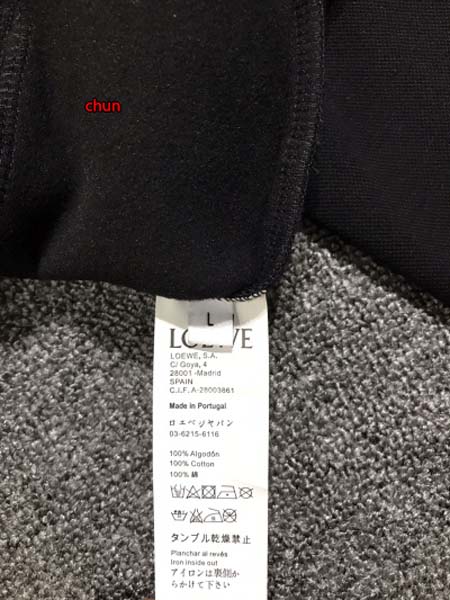 chun
L
LOEWE
LOEWE, S.A.
C/ Goya, 4
28001 -Madrid
SPAIN
C.I.F. A-28003861
Made in Portugal
ロエベジャパン
03-6215-6116
100% Algodón
100% Cotton
100% 綿
タンブル乾燥禁止
Planchar al revés
Iron inside out
アイロンは裏側か
らかけて下さい